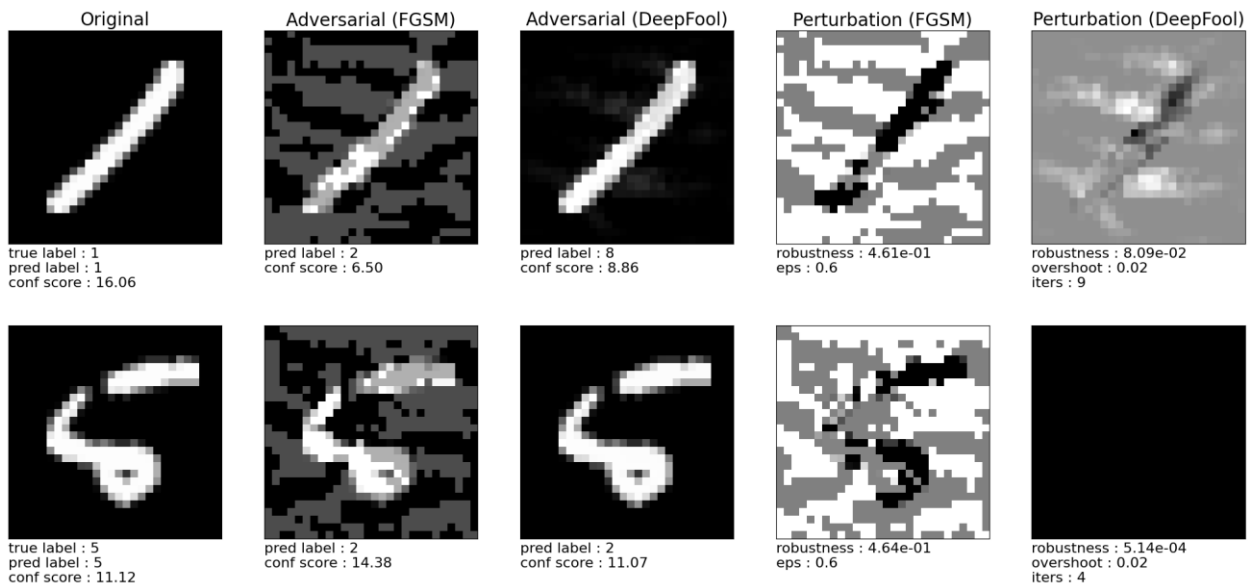 Original
Adversarial (FGSM)
Adversarial (DeepFool)
Perturbation (FGSM)
Perturbation (DeepFool)
true label : 1
pred label : 1
conf score : 16.06
pred label : 2
conf score : 6.50
pred label : 8
conf score : 8.86
robustness : 4.61e-01
eps : 0.6
robustness : 8.09e-02
overshoot : 0.02
iters : 9
true label : 5
pred label : 5
conf score : 11.12
pred label : 2
conf score : 14.38
pred label : 2
conf score : 11.07
robustness : 4.64e-01
eps : 0.6
robustness : 5.14e-04
overshoot : 0.02
iters : 4